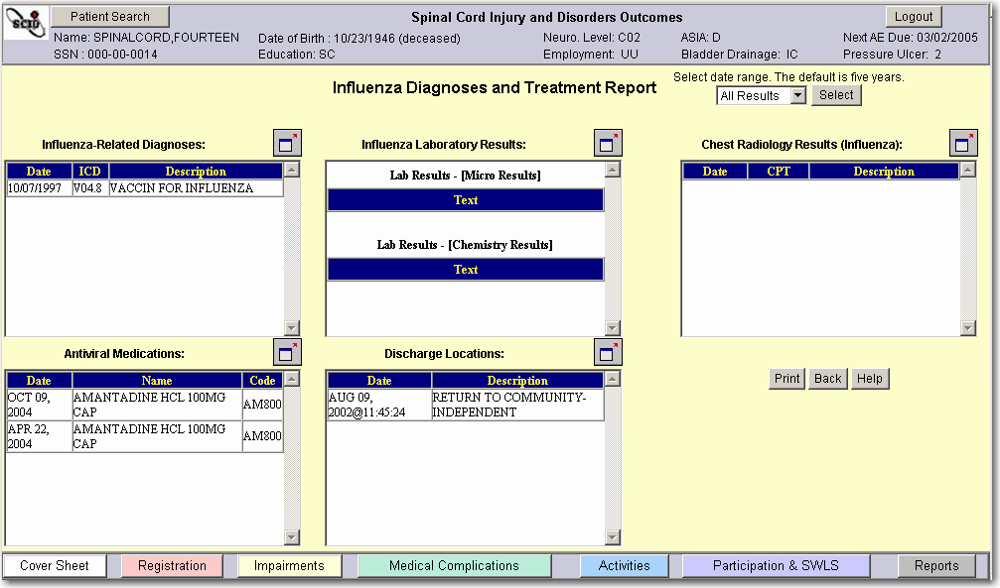 SCID
Patient Search
Spinal Cord Injury and Disorders Outcomes
Logout
Name: SPINALCORD,FOURTEEN
Date of Birth : 10/23/1946 (deceased)
Neuro. Level: C02
ASIA: D
Next AE Due: 03/02/2005
SSN : 000-00-0014
Education: SC
Employment: UU
Bladder Drainage: IC
Pressure Ulcer: 2
Influenza Diagnoses and Treatment Report
Select date range. The default is five years.
All Results
Select
Influenza-Related Diagnoses:
Date ICD Description
10/07/1997 V04.8 VACCIN FOR INFLUENZA
Influenza Laboratory Results:
Lab Results - [Micro Results]
Text
Lab Results - [Chemistry Results]
Text
Chest Radiology Results (Influenza):
Date CPT Description
Antiviral Medications:
Date Name Code
OCT 09, 2004 AMANTADINE HCL 100MG CAP AM800
APR 22, 2004 AMANTADINE HCL 100MG CAP AM800
Discharge Locations:
Date Description
AUG 09, 2002@11:45:24 RETURN TO COMMUNITY-INDEPENDENT
Print
Back
Help
Cover Sheet
Registration
Impairments
Medical Complications
Activities
Participation & SWLS
Reports